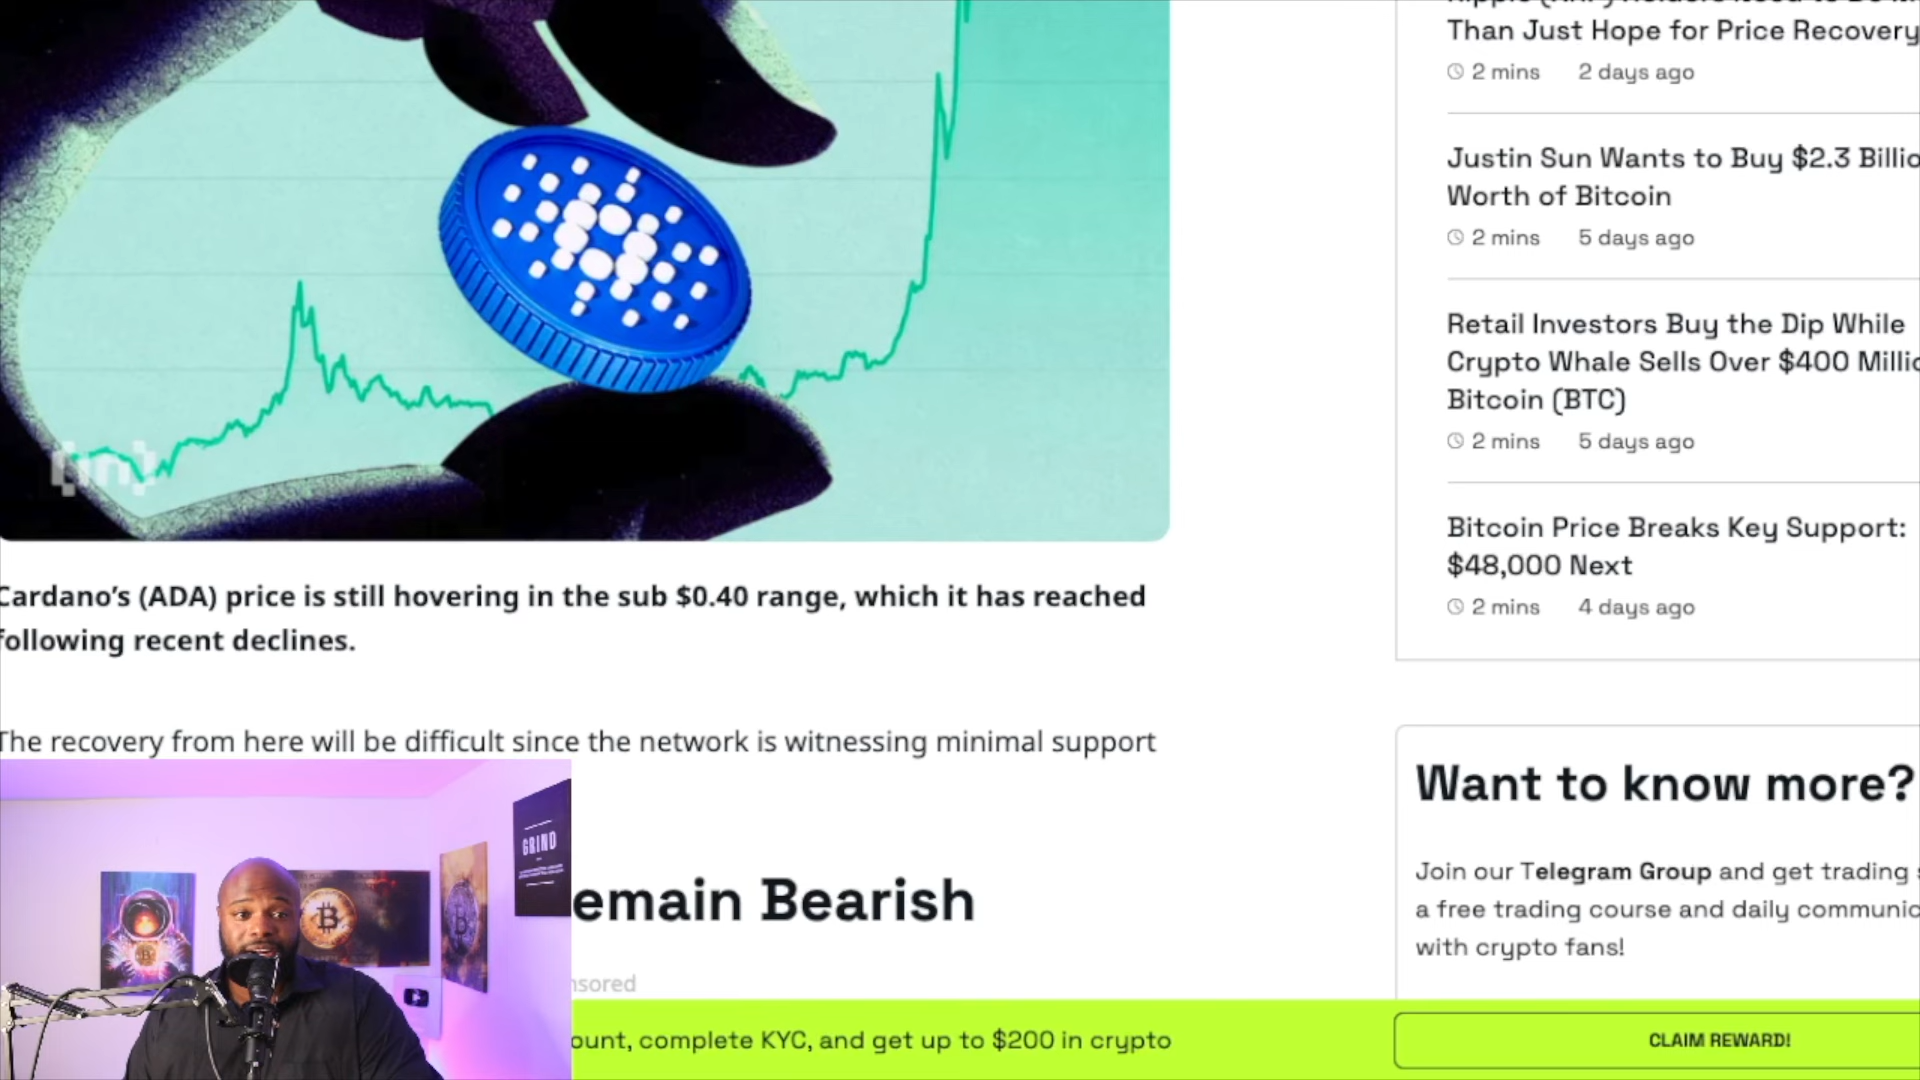 Than Just Hope for Price Recovery
2 mins 2 days ago
Justin Sun Wants to Buy $2.3
Worth of Bitcoin
2 mins 5 days ago
Retail Investors Buy the Dip While
Crypto Whale Sells Over $400
Bitcoin (BTC)
2 mins 5 days ago
Bitcoin Price Breaks Key Support:
$48,000 Next
2 mins 4 days ago
Cardano's (ADA) price is still hovering in the sub $0.40 range, which it has reached
following recent declines.
The recovery from here will be difficult since the network is witnessing minimal support
Want to know more?
Join our Telegram Group and get trading
a free trading course and daily
with crypto fans!
GRIND
emain Bearish
nsored
ount, complete KYC, and get up to $200 in crypto
CLAIM REWARD!